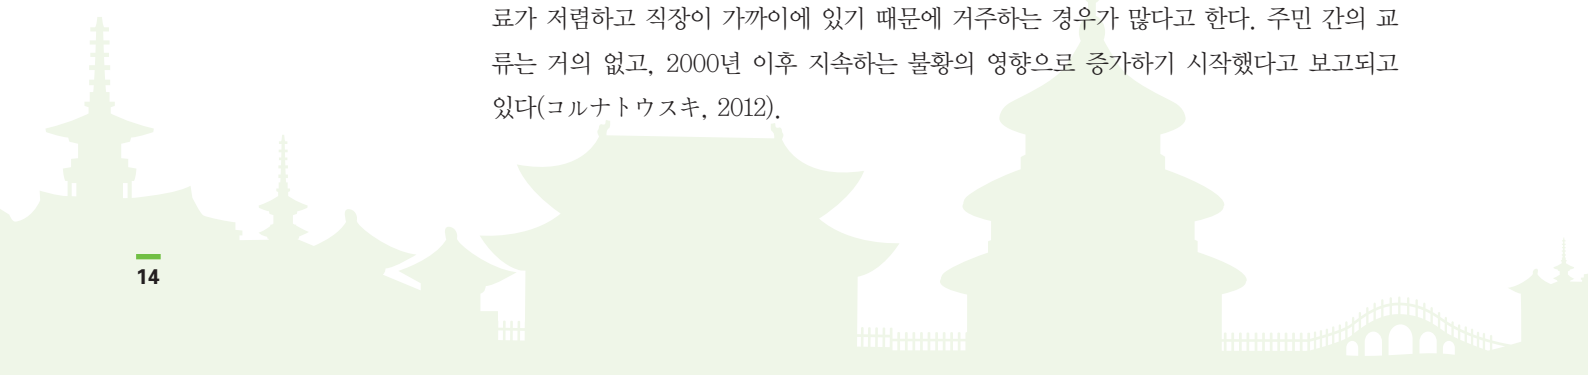 료가 저렴하고 직장이 가까이에 있기 때문에 거주하는 경우가 많다고 한다. 주민 간의 교
류는 거의 없고, 2000년 이후 지속하는 불황의 영향으로 증가하기 시작했다고 보고되고
있다(コルナトウスキ, 2012).
14